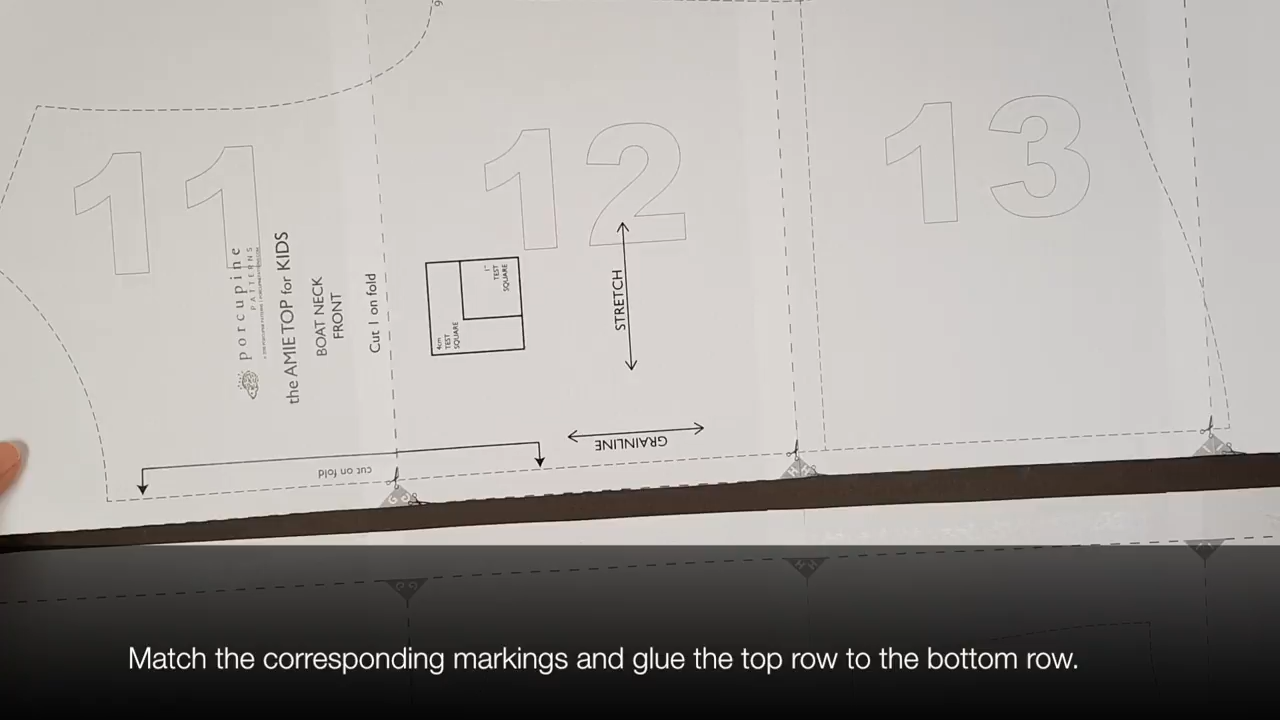 11
12
13
porcupine
PATTERNS
the AMIE TOP for KIDS
BOAT NECK
FRONT
Cut 1 on fold
4cm
TEST
SQUARE
1"
TEST
SQUARE
STRETCH
GRAINLINE
cut on fold
Match the corresponding markings and glue the top row to the bottom row.